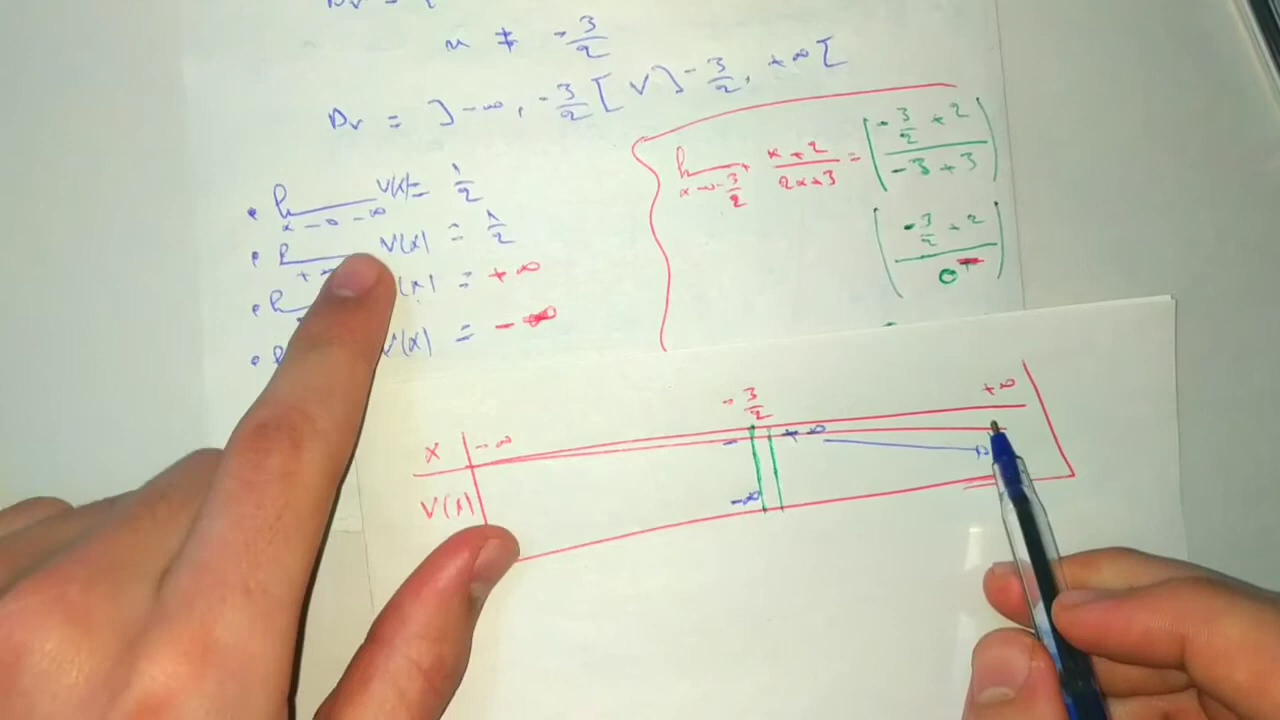 x ≠ -3/2
Dv = ]-∞, -3/2[ V ]-3/2, +∞[
• lim x→-∞ V(x) = 1/2
• lim +∞ V(x) = 1/2
(x) = +∞
V(x) = -∞
lim x→-3/2 + x+2/2x+3 = (-3/2+2/-3+3)
(-3/2+2/0+)
x -∞ -3/2 +∞
V(x) -∞ +∞